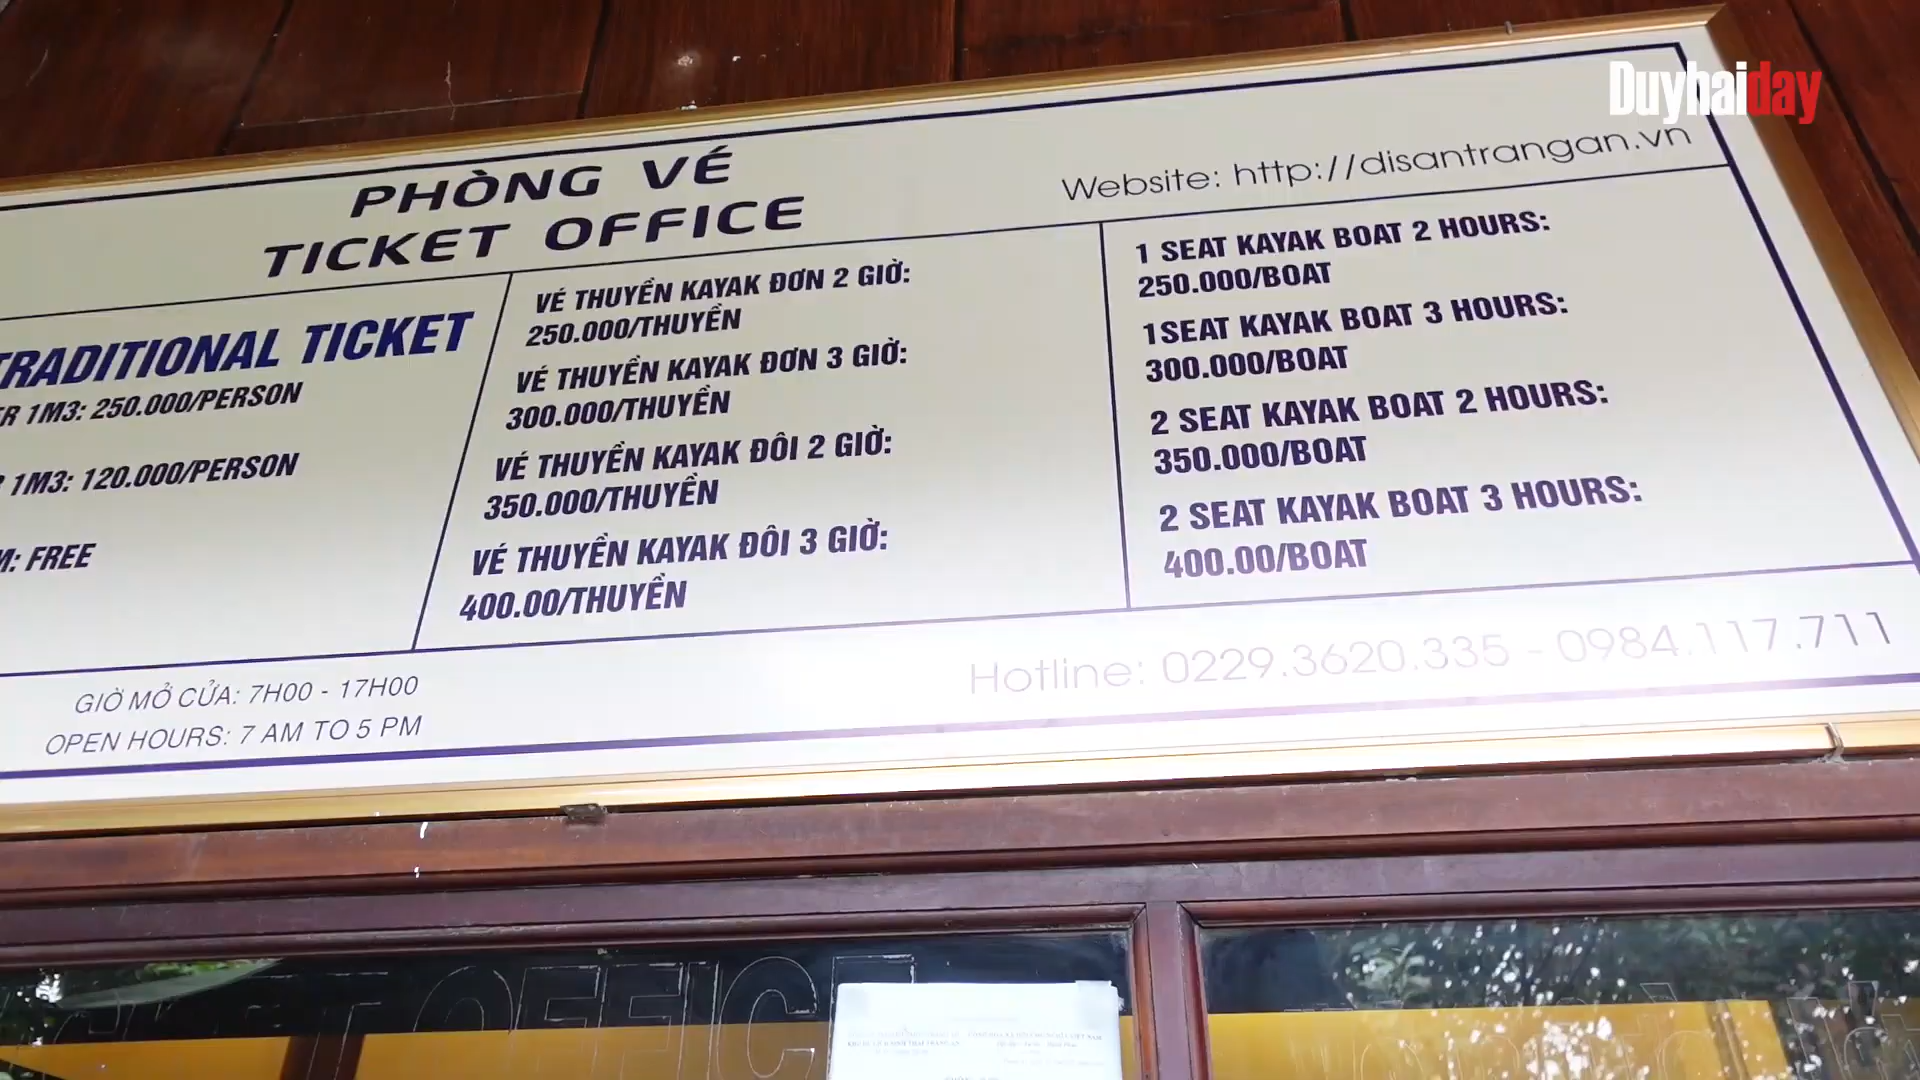 Duyhaiday
PHÒNG VÉ
TICKET OFFICE
Website: http://disantrangan.vn
TRADITIONAL TICKET
1M3: 250.000/PERSON
1M3: 120.000/PERSON
FREE
VÉ THUYỀN KAYAK ĐƠN 2 GIỜ:
250.000/THUYỀN
VÉ THUYỀN KAYAK ĐƠN 3 GIỜ:
300.000/THUYỀN
VÉ THUYỀN KAYAK ĐÔI 2 GIỜ:
350.000/THUYỀN
VÉ THUYỀN KAYAK ĐÔI 3 GIỜ:
400.00/THUYỀN
1 SEAT KAYAK BOAT 2 HOURS:
250.000/BOAT
1SEAT KAYAK BOAT 3 HOURS:
300.000/BOAT
2 SEAT KAYAK BOAT 2 HOURS:
350.000/BOAT
2 SEAT KAYAK BOAT 3 HOURS:
400.00/BOAT
GIỜ MỞ CỬA: 7H00 - 17H00
OPEN HOURS: 7 AM TO 5 PM
Hotline: 0229.3620.335 - 0984.117.711